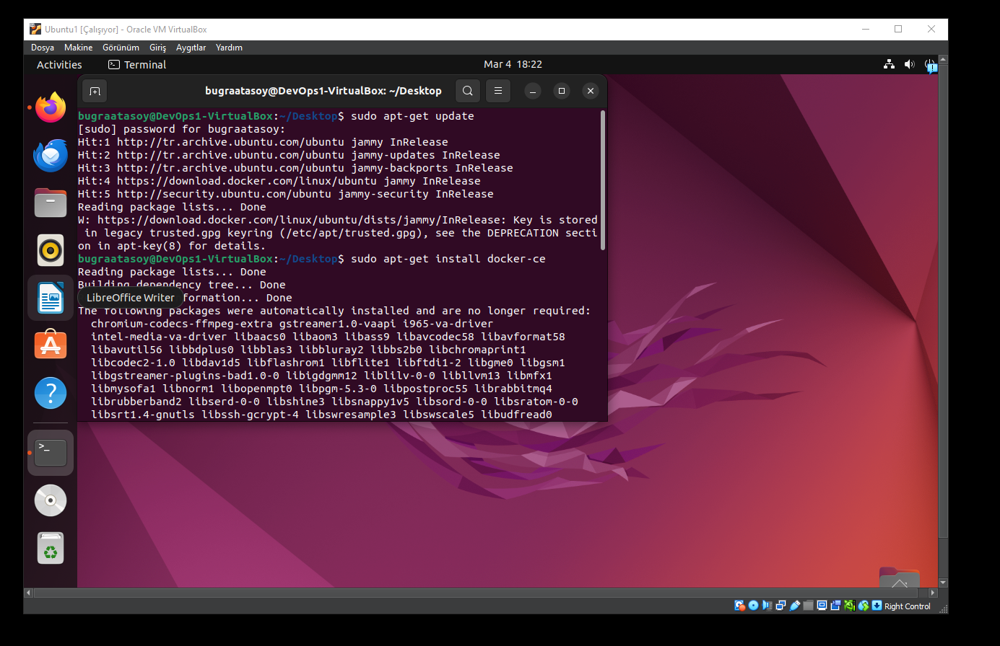 Ubuntu1 [Çalışıyor] - Oracle VM VirtualBox
Dosya Makine Görünüm Giriş Aygıtlar Yardım
Activities Terminal Mar 4 18:22
bugraatasoy@DevOps1-VirtualBox: ~/Desktop
bugraatasoy@DevOps1-VirtualBox:~/Desktop$ sudo apt-get update
[sudo] password for bugraatasoy:
Hit:1 http://tr.archive.ubuntu.com/ubuntu jammy InRelease
Hit:2 http://tr.archive.ubuntu.com/ubuntu jammy-updates InRelease
Hit:3 http://tr.archive.ubuntu.com/ubuntu jammy-backports InRelease
Hit:4 https://download.docker.com/linux/ubuntu jammy InRelease
Hit:5 http://security.ubuntu.com/ubuntu jammy-security InRelease
Reading package lists... Done
W: https://download.docker.com/linux/ubuntu/dists/jammy/InRelease: Key is stored
in legacy trusted.gpg keyring (/etc/apt/trusted.gpg), see the DEPRECATION secti
on in apt-key(8) for details.
bugraatasoy@DevOps1-VirtualBox:~/Desktop$ sudo apt-get install docker-ce
Reading package lists... Done
Building dependency tree... Done
LibreOffice Writer formation... Done
The following packages were automatically installed and are no longer required:
chromium-codecs-ffmpeg-extra gstreamer1.0-vaapi i965-va-driver
intel-media-va-driver libaacs0 libaom3 libass9 libavcodec58 libavformat58
libavutil56 libbdplus0 libblas3 libbluray2 libbs2b0 libchromaprint1
libcodec2-1.0 libdav1d5 libflashrom1 libflite1 libftdi1-2 libgme0 libgsm1
libgstreamer-plugins-bad1.0-0 libigdgmm12 liblilv-0-0 libllvm13 libmfx1
libmysofa1 libnorm1 libopenmpt0 libpgm-5.3-0 libpostproc55 librabbitmq4
librubberband2 libserd-0-0 libshine3 libsnappy1v5 libsord-0-0 libsratom-0-0
libsrt1.4-gnutls libssh-gcrypt-4 libswresample3 libswscale5 libudfread0
Right Control